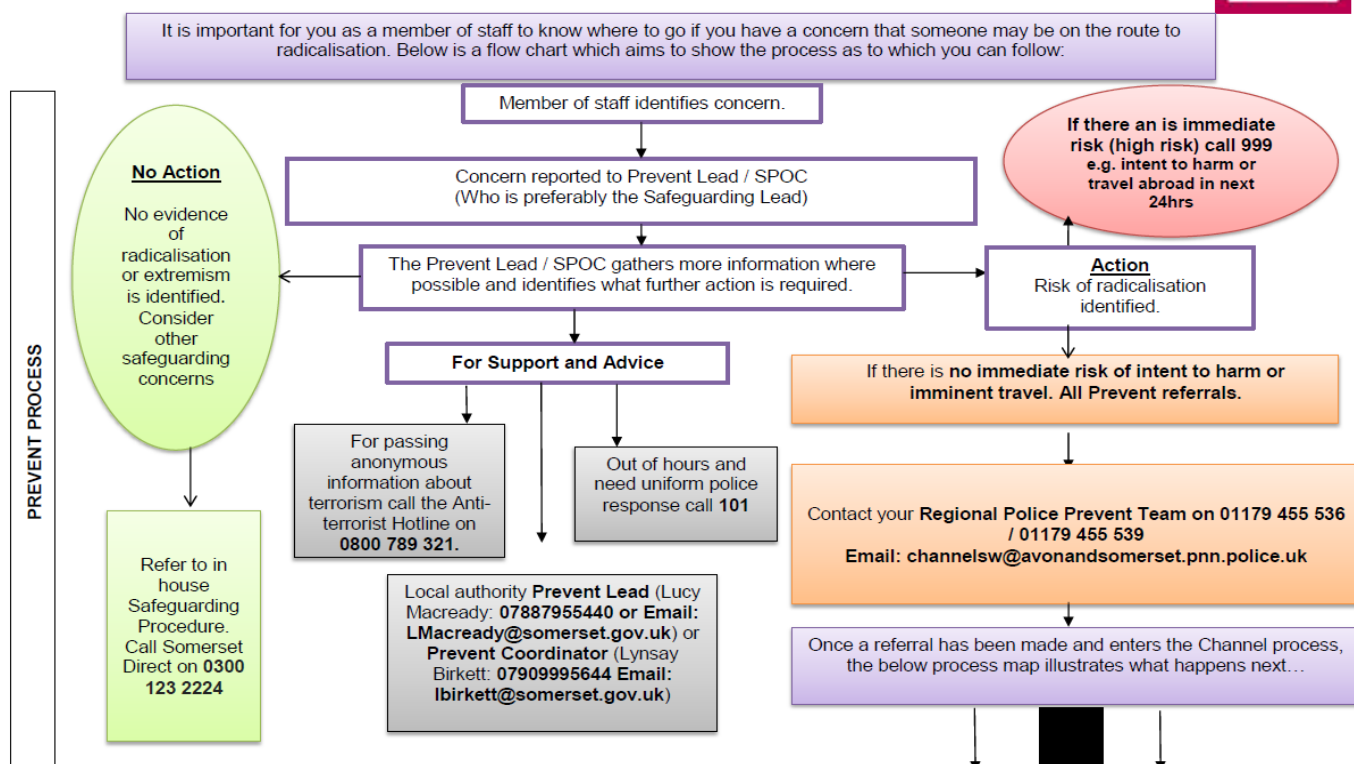 It is important for you as a member of staff to know where to go if you have a concern that someone may be on the route to
radicalisation. Below is a flow chart which aims to show the process as to which you can follow:
PREVENT PROCESS
Member of staff identifies concern.
Concern reported to Prevent Lead / SPOC
(Who is preferably the Safeguarding Lead)
The Prevent Lead / SPOC gathers more information where
possible and identifies what further action is required.
No Action
No evidence
of
radicalisation
or extremism
is identified.
Consider
other
safeguarding
concerns
Refer to in
house
Safeguarding
Procedure.
Call Somerset
Direct on 0300
123 2224
For Support and Advice
For passing
anonymous
information about
terrorism call the Anti-
terrorist Hotline on
0800 789 321.
Local authority Prevent Lead (Lucy
Macready: 07887955440 or Email:
LMacready@somerset.gov.uk) or
Prevent Coordinator (Lynsay
Birkett: 07909995644 Email:
lbirkett@somerset.gov.uk)
Out of hours and
need uniform police
response call 101
If there an is immediate
risk (high risk) call 999
e.g. intent to harm or
travel abroad in next
24hrs
Action
Risk of radicalisation
identified.
If there is no immediate risk of intent to harm or
imminent travel. All Prevent referrals.
Contact your Regional Police Prevent Team on 01179 455 536
/ 01179 455 539
Email: channelsw@avonandsomerset.pnn.police.uk
Once a referral has been made and enters the Channel process,
the below process map illustrates what happens next…